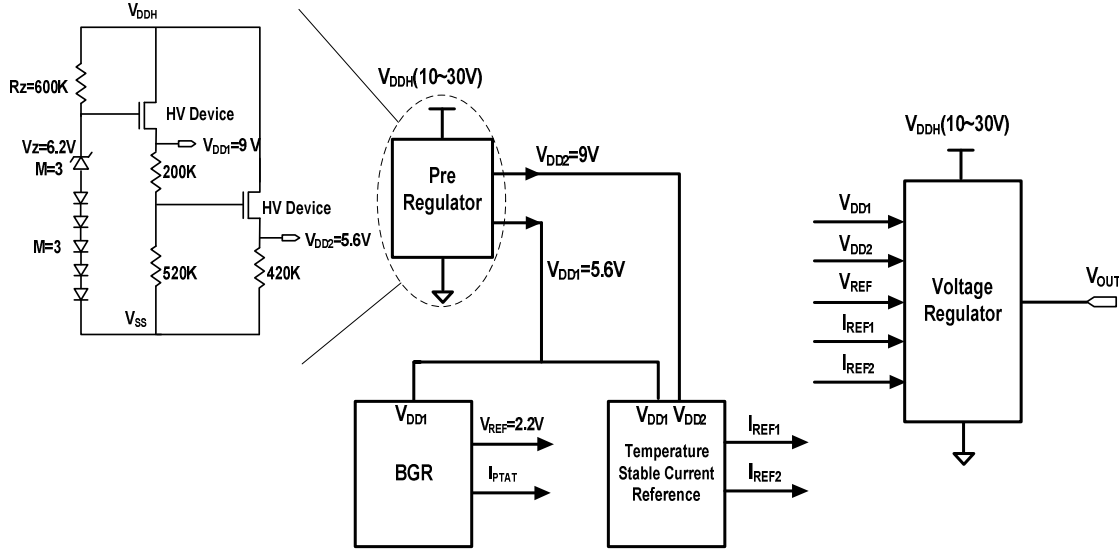 VDDH
Rz=600K
HV Device
VDD1=9 V
Vz=6.2V
M=3
200K
HV Device
VDD2=5.6V
M=3
520K
420K
VSS
VDDH(10~30V)
Pre
Regulator
VDD2=9V
VDD1=5.6V
VDD1
BGR
VREF=2.2V
IPTAT
VDD1 VDD2
Temperature
Stable Current
Reference
IREF1
IREF2
VDDH(10~30V)
VDD1
VDD2
VREF
IREF1
IREF2
Voltage
Regulator
VOUT